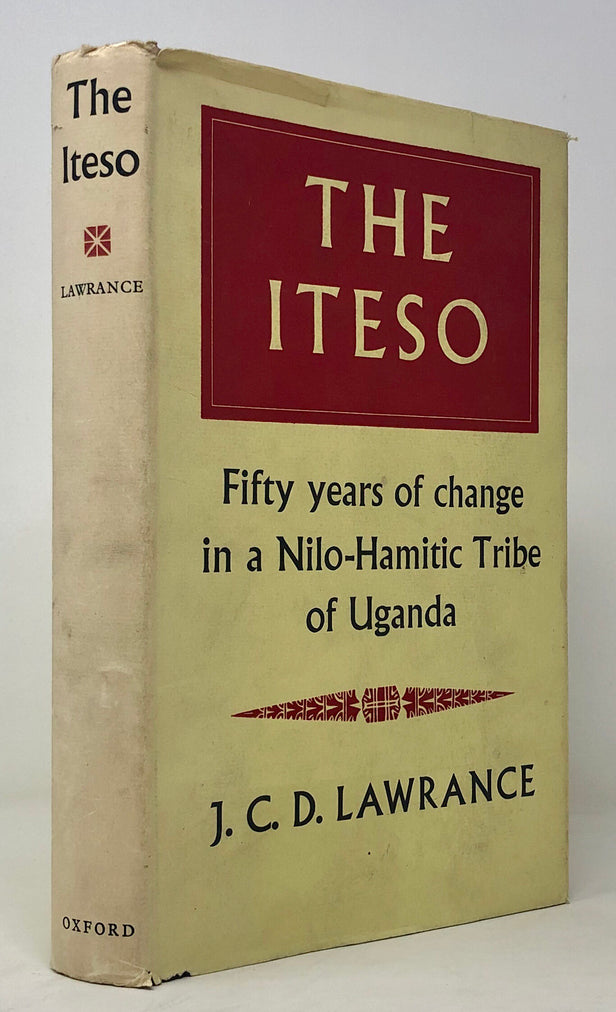 The
Iteso
LAWRANCE
OXFORD
THE
ITESO
Fifty years of change
in a Nilo-Hamitic Tribe
of Uganda
J. C. D. LAWRANCE